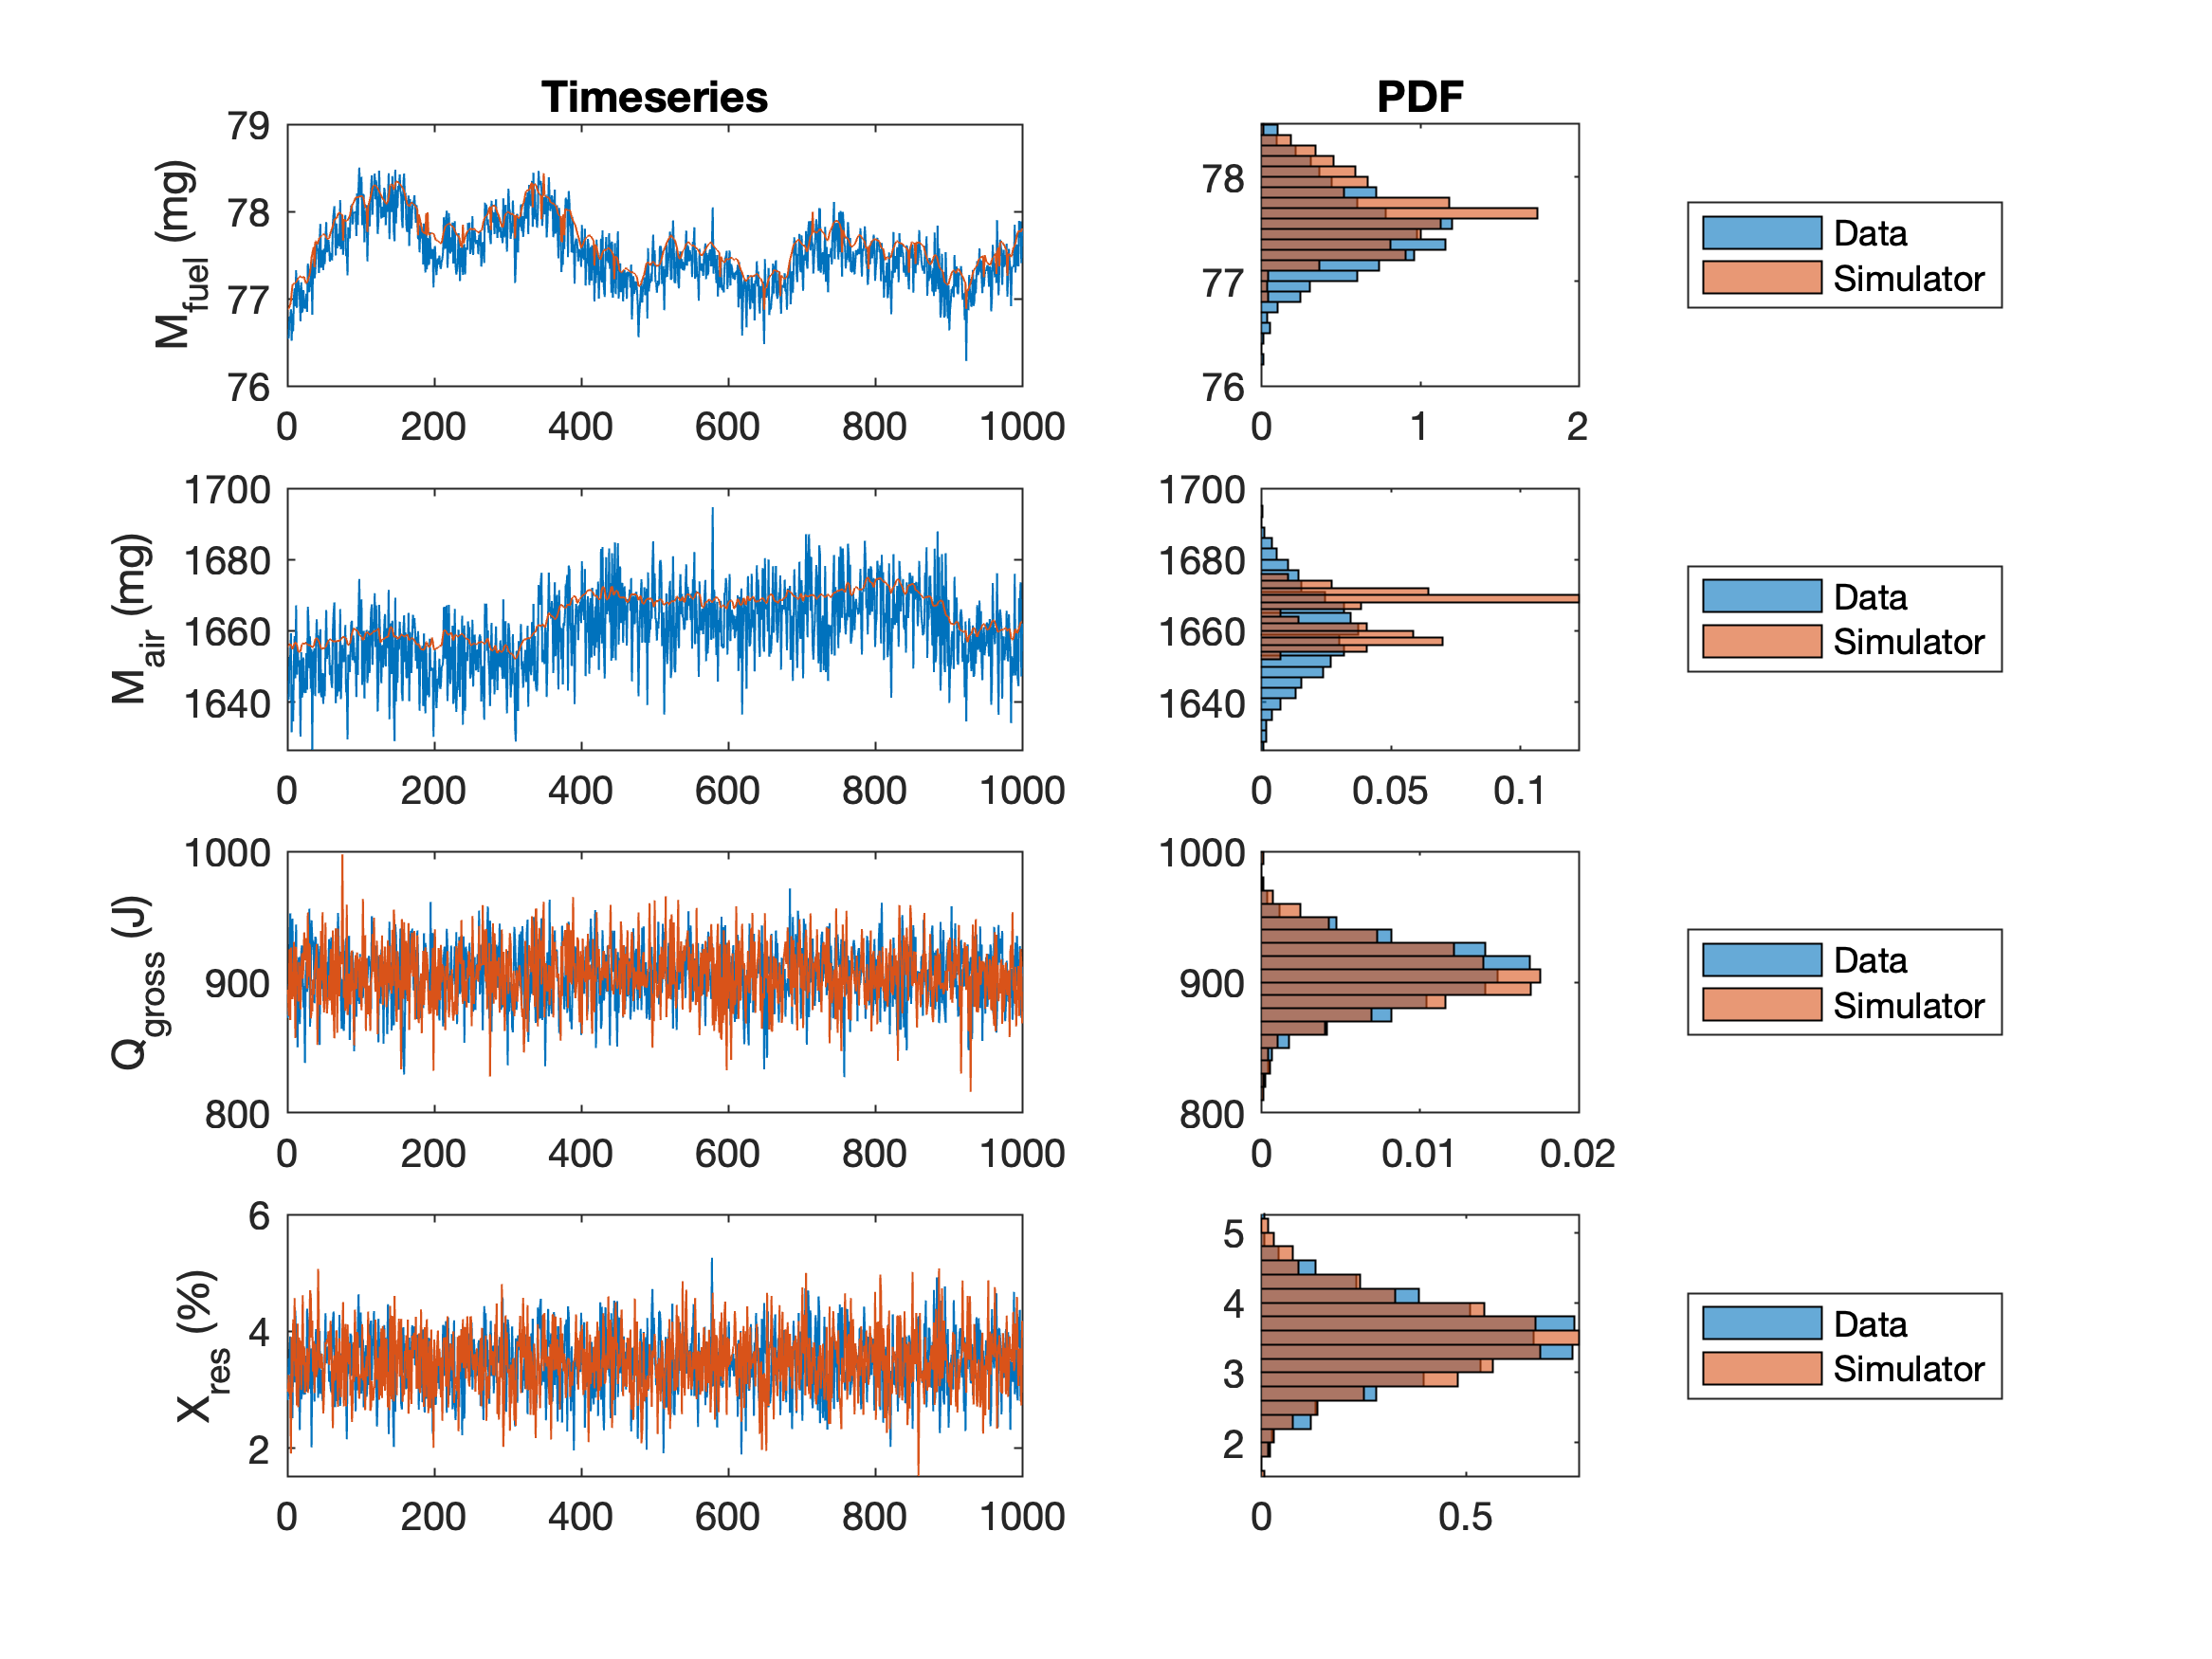 Timeseries
PDF
M_fuel (mg)
79
78
77
76
0 200 400 600 800 1000
78
77
76
0 1 2
Data
Simulator
M_air (mg)
1700
1680
1660
1640
0 200 400 600 800 1000
1700
1680
1660
1640
0 0.05 0.1
Data
Simulator
Q_gross (J)
1000
900
800
0 200 400 600 800 1000
1000
900
800
0 0.01 0.02
Data
Simulator
X_res (%)
6
4
2
0 200 400 600 800 1000
5
4
3
2
0 0.5
Data
Simulator